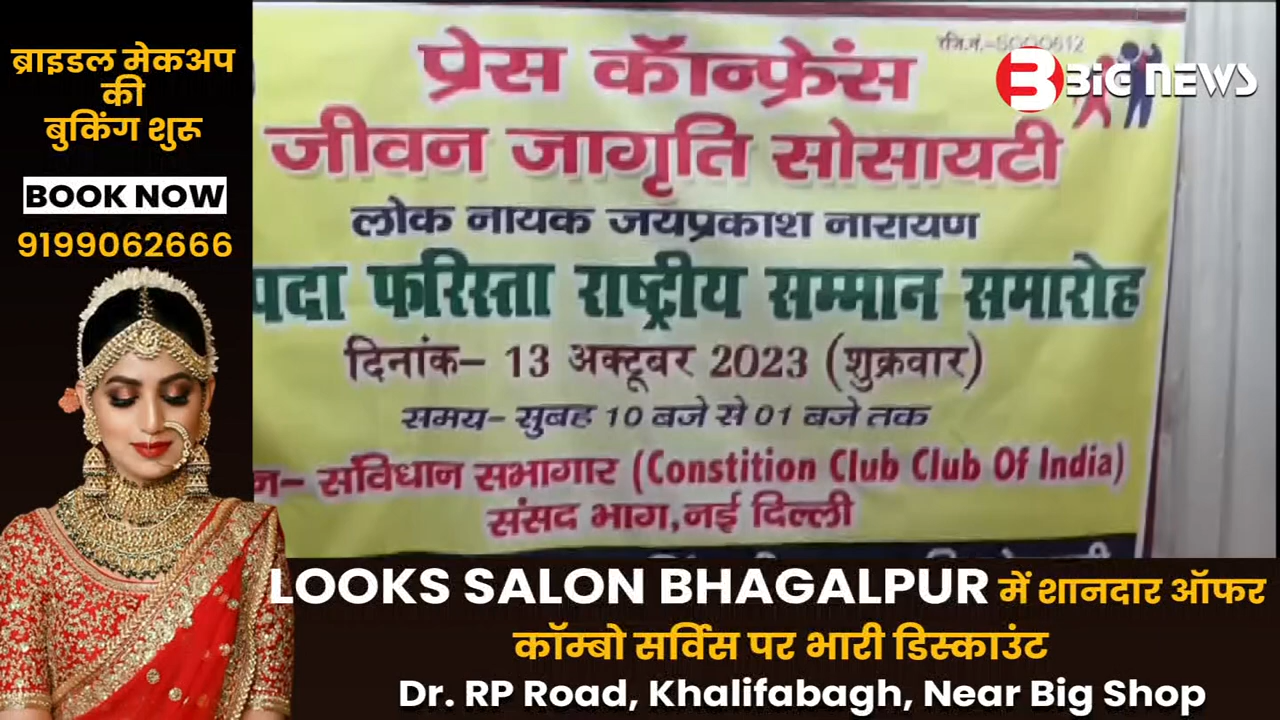 ब्राइडल मेकअप
की
बुकिंग शुरू
BOOK NOW
9199062666
BIG NEWS
प्रेस कॅान्फ्रेंस
जीवन जागृति सोसायटी
लोक नायक जयप्रकाश नारायण
पदा फरिस्ता राष्ट्रीय सम्मान समारोह
दिनांक– 13 अक्टूबर 2023 (शुक्रवार)
समय– सुबह 10 बजे से 01 बजे तक
न– संविधान सभागार (Constition Club Club Of India)
संसद भाग,नई दिल्ली
LOOKS SALON BHAGALPUR में शानदार ऑफर
कॉम्बो सर्विस पर भारी डिस्काउंट
Dr. RP Road, Khalifabagh, Near Big Shop